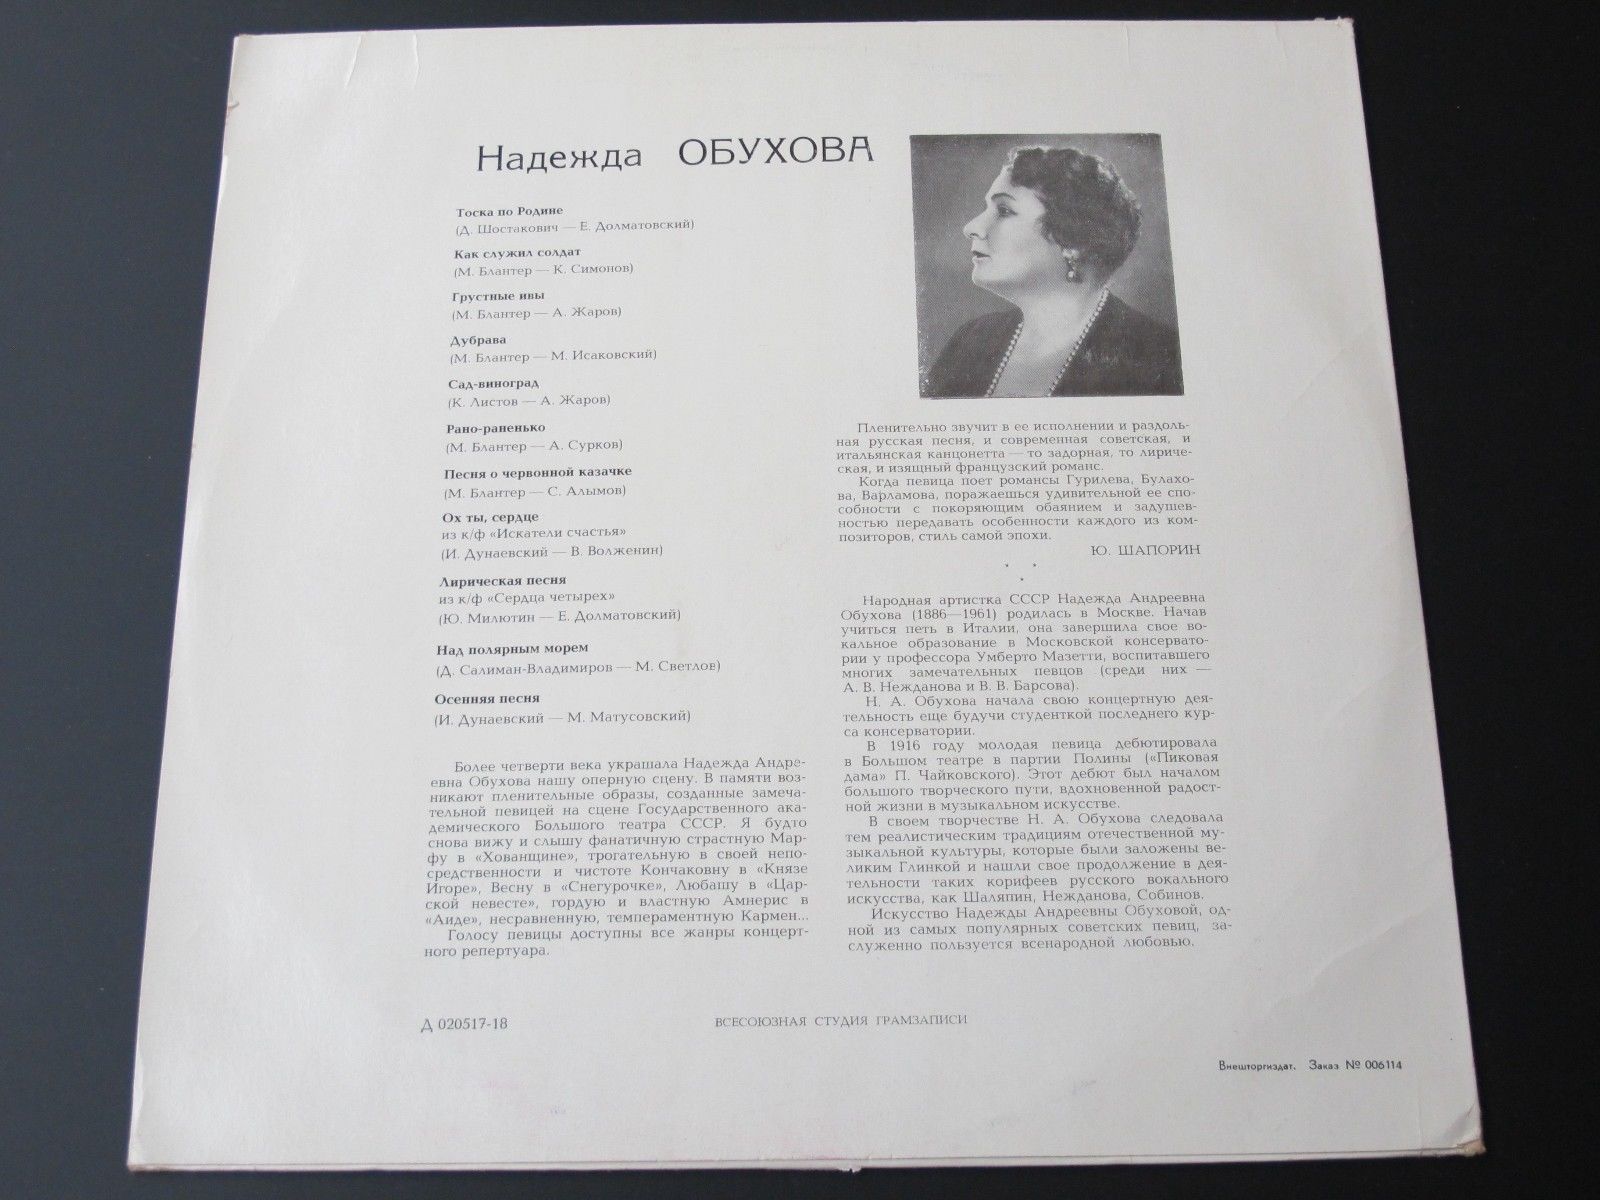 Надежда ОБУХОВА
Тоска по Родине
(Д. Шостакович — Е. Долматовский)
Как служил солдат
(М. Блантер — К. Симонов)
Грустные ивы
(М. Блантер — А. Жаров)
Дубрава
(М. Блантер — М. Исаковский)
Сад-виноград
(К. Листов — А. Жаров)
Рано-раненько
(М. Блантер — А. Сурков)
Песня о червонной казачке
(М. Блантер — С. Алымов)
Ох ты, сердце
из к/ф «Искатели счастья»
(И. Дунаевский — В. Волженин)
Лирическая песня
из к/ф «Сердца четырех»
(Ю. Милютин — Е. Долматовский)
Над полярным морем
(Д. Салиман-Владимиров — М. Светлов)
Осенняя песня
(И. Дунаевский — М. Матусовский)
Более четверти века украшала Надежда Андре-
евна Обухова нашу оперную сцену. В памяти воз-
никают пленительные образы, созданные замеча-
тельной певицей на сцене Государственного ака-
демического Большого театра СССР. Я будто
снова вижу и слышу фанатичную страстную Мар-
фу в «Хованщине», трогательную в своей непо-
средственности и чистоте Кончаковну в «Князе
Игоре», Весну в «Снегурочке», Любашу в «Цар-
ской невесте», гордую и властную Амнерис в
«Аиде», несравненную, темпераментную Кармен...
Голосу певицы доступны все жанры концерт-
ного репертуара.
Пленительно звучит в ее исполнении и раздоль-
ная русская песня, и современная советская, и
итальянская канцонетта — то задорная, то лириче-
ская, и изящный французский романс.
Когда певица поет романсы Гурилева, Булахо-
ва, Варламова, поражаешься удивительной ее спо-
собности с покоряющим обаянием и задушев-
ностью передавать особенности каждого из ком-
позиторов, стиль самой эпохи.
Ю. ШАПОРИН
Народная артистка СССР Надежда Андреевна
Обухова (1886—1961) родилась в Москве. Начав
учиться петь в Италии, она завершила свое во-
кальное образование в Московской консервато-
рии у профессора Умберто Мазетти, воспитавшего
многих замечательных певцов (среди них —
А. В. Нежданова и В. В. Барсова).
Н. А. Обухова начала свою концертную дея-
тельность еще будучи студенткой последнего кур-
са консерватории.
В 1916 году молодая певица дебютировала
в Большом театре в партии Полины («Пиковая
дама» П. Чайковского). Этот дебют был началом
большого творческого пути, вдохновенной радост-
ной жизни в музыкальном искусстве.
В своем творчестве Н. А. Обухова следовала
тем реалистическим традициям отечественной му-
зыкальной культуры, которые были заложены ве-
ликим Глинкой и нашли свое продолжение в дея-
тельности таких корифеев русского вокального
искусства, как Шаляпин, Нежданова, Собинов.
Искусство Надежды Андреевны Обуховой, од-
ной из самых популярных советских певиц, за-
служенно пользуется всенародной любовью.
Д 020517-18
ВСЕСОЮЗНАЯ СТУДИЯ ГРАМЗАПИСИ
Внешторгиздат. Заказ № 006114